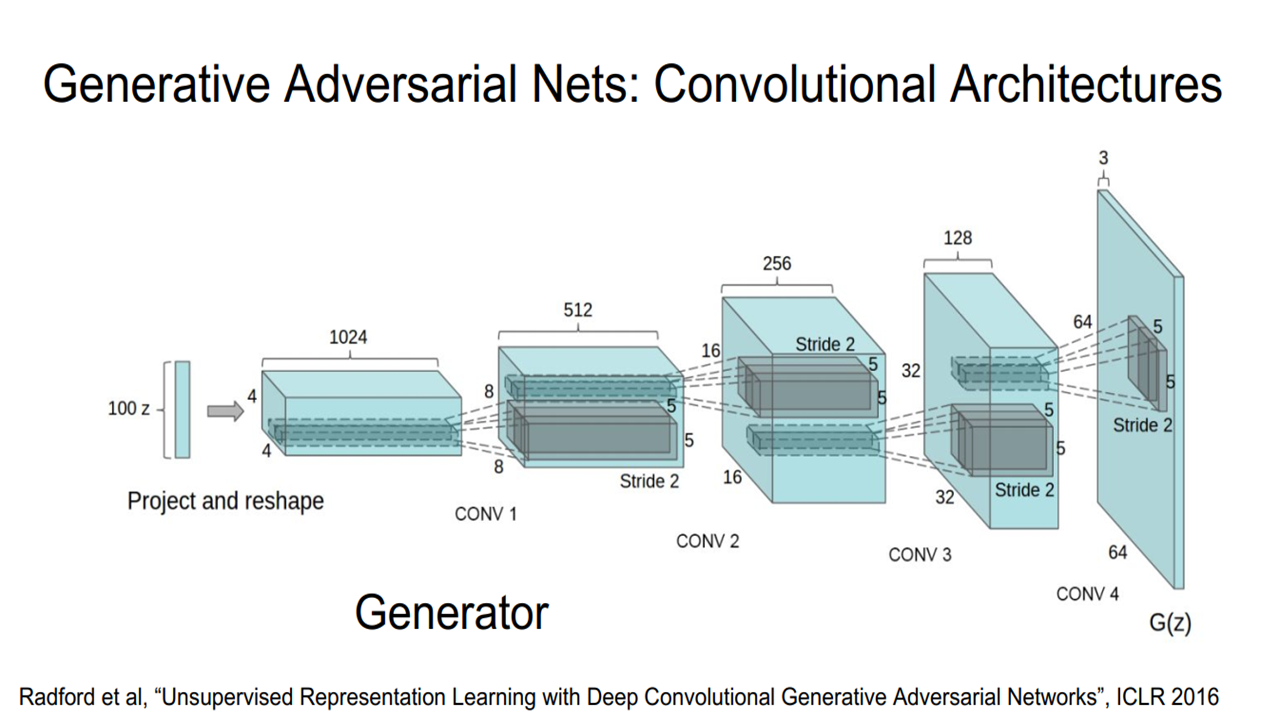 Generative Adversarial Nets: Convolutional Architectures
3
128
256
512
1024
64
16
Stride 2
5
5
32
8
4
5
5
100 z
5
5
5
5
Stride 2
4
8
Stride 2
16
32
Stride 2
Project and reshape
CONV 1
CONV 2
CONV 3
64
CONV 4
Generator
G(z)
Radford et al, “Unsupervised Representation Learning with Deep Convolutional Generative Adversarial Networks”, ICLR 2016